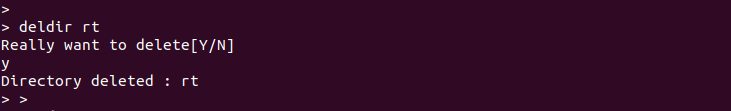 >
> deldir rt
Really want to delete[Y/N]
y
Directory deleted : rt
> >